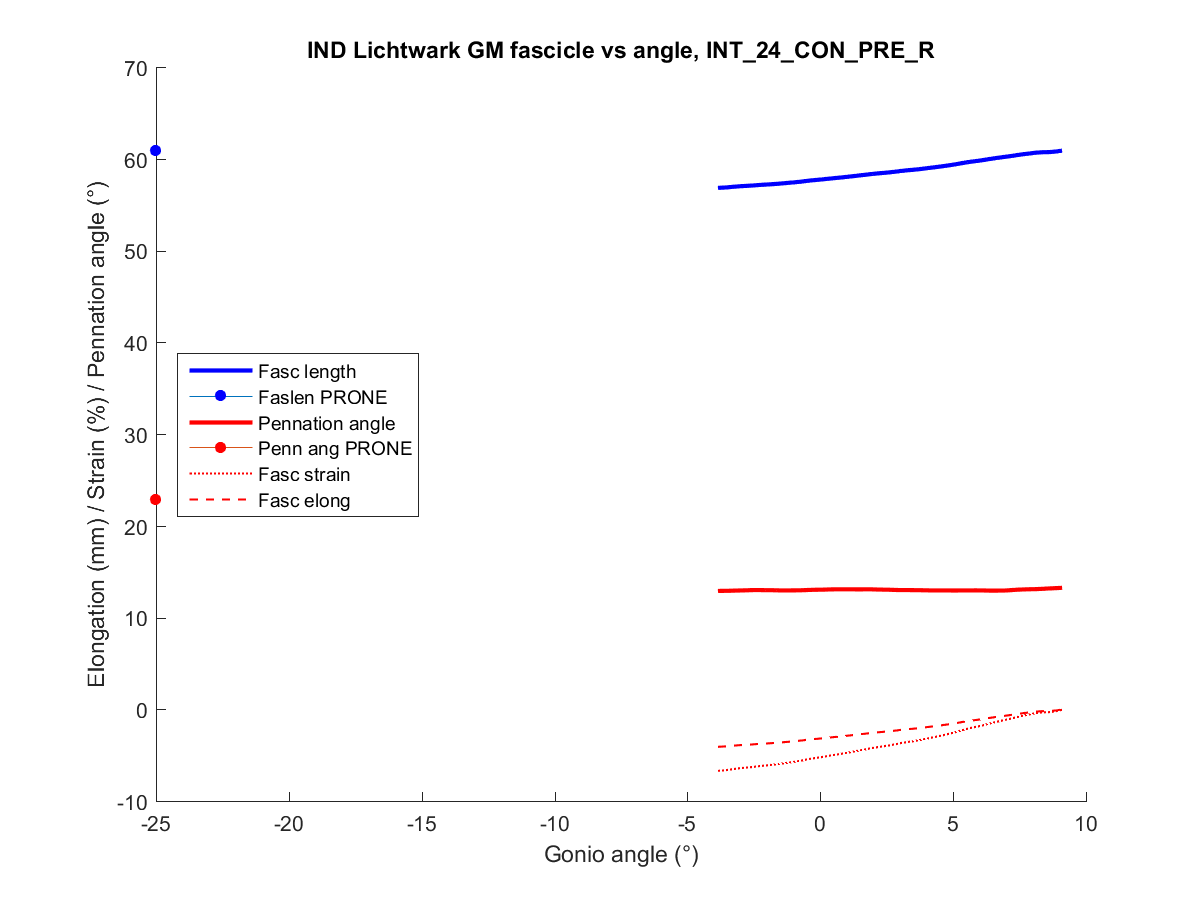 IND Lichtwark GM fascicle vs angle, INT_24_CON_PRE_R
Elongation (mm) / Strain (%) / Pennation angle (°)
70
60
50
40
30
20
10
0
-10
Fasc length
Faslen PRONE
Pennation angle
Penn ang PRONE
Fasc strain
Fasc elong
-25
-20
-15
-10
-5
0
5
10
Gonio angle (°)